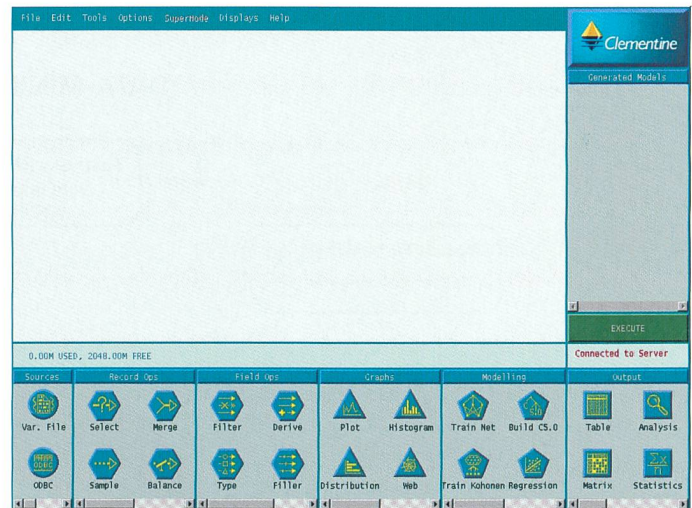 File Edit Tools Options SuperNode Displays Help
Clementine
Generated Models
EXECUTE
0.00M USED, 2048.00M FREE
Connected to Server
Sources Record Ops Field Ops Graphs Modelling Output
Var. File Select Merge Filter Derive Plot Histogram Train Net Build C5.0 Table Analysis
ODBC Sample Balance Type Filler Distribution Web Train Kohonen Regression Matrix Statistics